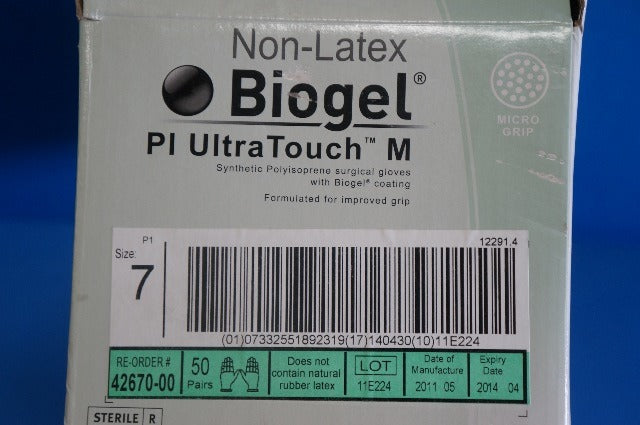 Non-Latex
Biogel®
PI UltraTouch™ M
Synthetic Polyisoprene surgical gloves
with Biogel® coating
Formulated for improved grip
MICRO
GRIP
P1
12291.4
Size:
7
(01)07332551892319(17)140430(10)11E224
RE-ORDER #
42670-00
50
Pairs
Does not
contain natural
rubber latex
LOT
11E224
Date of
Manufacture
2011 05
Expiry
Date
2014 04
STERILE R